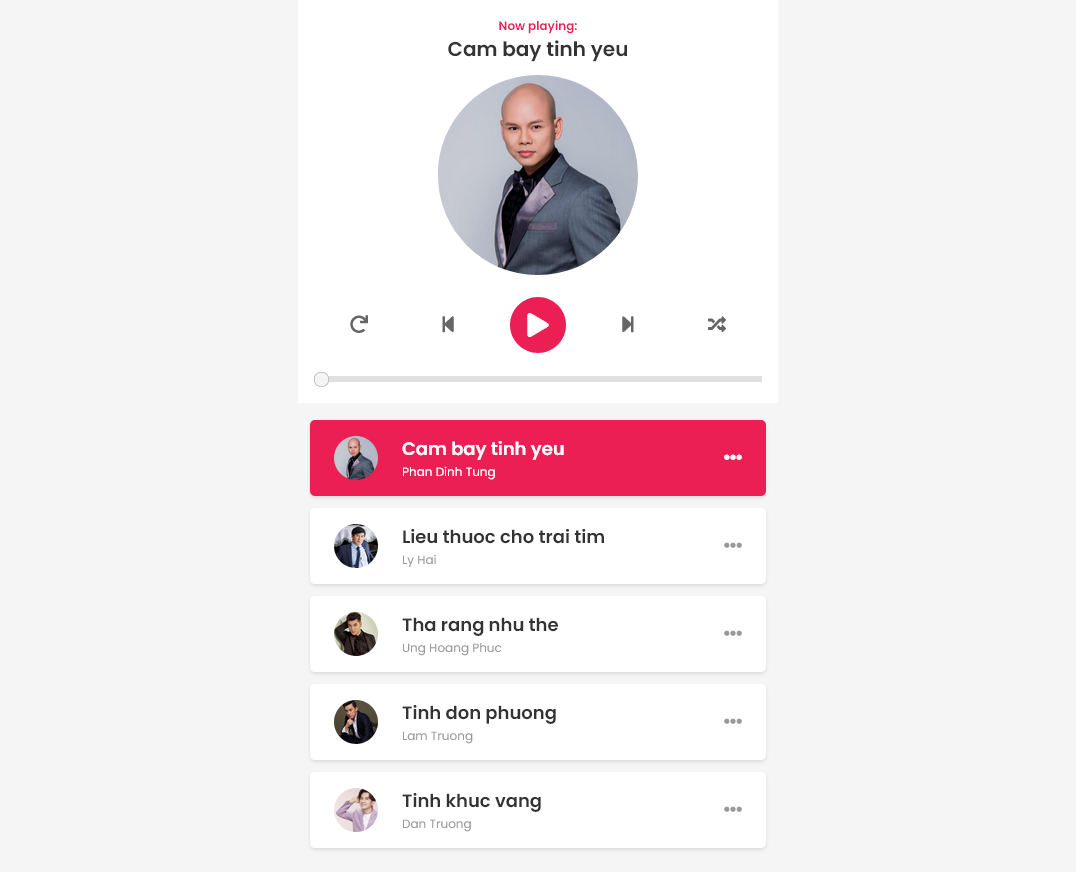 Now playing:
Cam bay tinh yeu
Cam bay tinh yeu
Phan Dinh Tung
Lieu thuoc cho trai tim
Ly Hai
Tha rang nhu the
Ung Hoang Phuc
Tinh don phuong
Lam Truong
Tinh khuc vang
Dan Truong